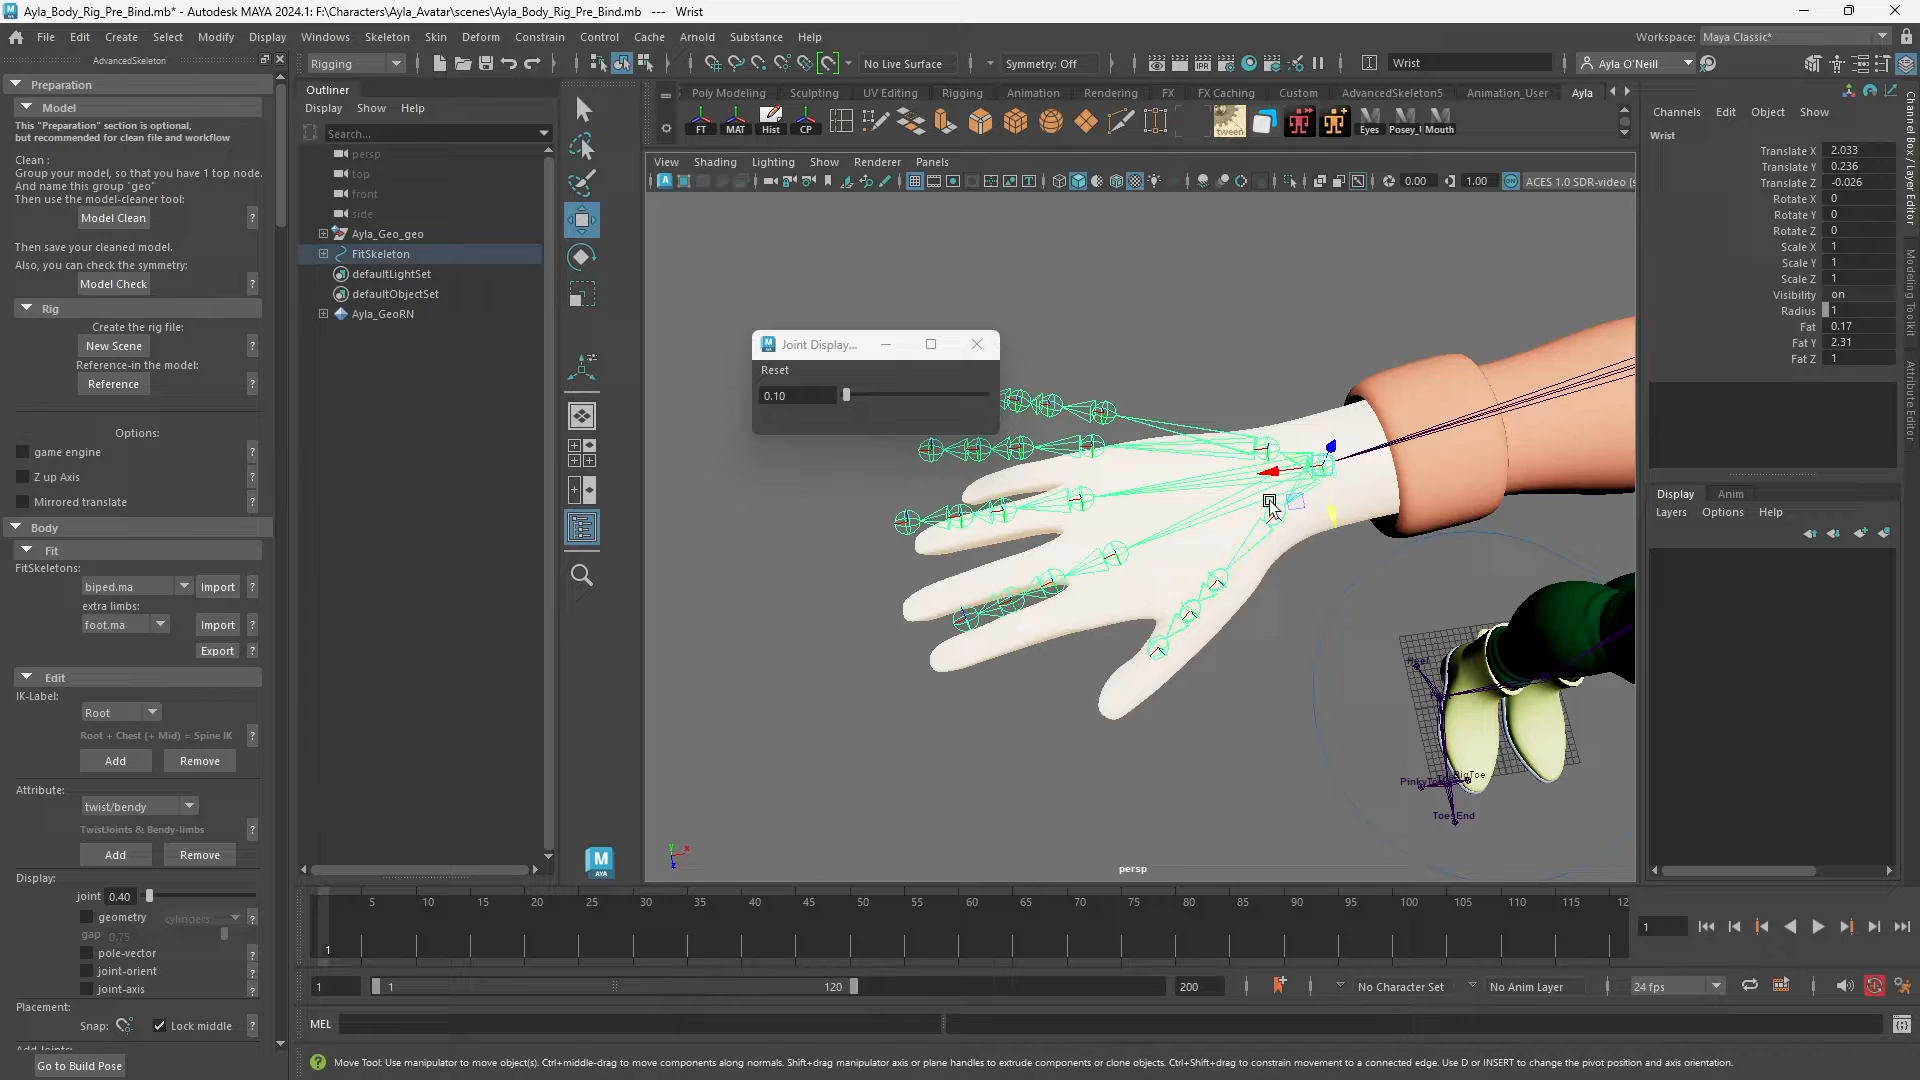 Ayla_Body_Rig_Pre_Bind.mb* - Autodesk MAYA 2024.1: F:\Characters\Ayla_Avatar\scenes\Ayla_Body_Rig_Pre_Bind.mb --- Wrist
File Edit Create Select Modify Display Windows Skeleton Skin Deform Constrain Control Cache Arnold Substance Help
Workspace: Maya Classic*
AdvancedSkeleton
Rigging
No Live Surface
Symmetry: Off
Wrist
Ayla O'Neill
Preparation
Model
This "Preparation" section is optional,
but recommended for clean file and workflow
Clean :
Group your model, so that you have 1 top node.
And name this group "geo"
Then use the model-cleaner tool:
Model Clean ?
Then save your cleaned model.
Also, you can check the symmetry:
Model Check ?
Rig
Create the rig file:
New Scene ?
Reference-in the model:
Reference ?
Options:
game engine ?
Z up Axis ?
Mirrored translate ?
Body
Fit
FitSkeletons:
biped.ma Import ?
extra limbs:
foot.ma Import ?
Export ?
Edit
IK-Label:
Root
Root + Chest (+ Mid) = Spine IK ?
Add Remove
Attribute:
twist/bendy
TwistJoints & Bendy-limbs ?
Add Remove
Display:
joint 0.40
geometry cylinders ?
gap 0.75
pole-vector ?
joint-orient ?
joint-axis ?
Placement:
Snap: Lock middle ?
Go to Build Pose
Outliner
Display Show Help
Search...
persp
top
front
side
Ayla_Geo_geo
FitSkeleton
defaultLightSet
defaultObjectSet
Ayla_GeoRN
M
AYA
Poly Modeling Sculpting UV Editing Rigging Animation Rendering FX FX Caching Custom AdvancedSkeleton5 Animation_User Ayla
FT MAT Hist CP tween Eyes Posey_ Mouth
View Shading Lighting Show Renderer Panels
0.00 1.00 ACES 1.0 SDR-video (s
Joint Display...
Reset
0.10
Heel
PinkyToe
BigToe
ToesEnd
persp
Channels Edit Object Show
Wrist
Translate X 2.033
Translate Y 0.236
Translate Z -0.026
Rotate X 0
Rotate Y 0
Rotate Z 0
Scale X 1
Scale Y 1
Scale Z 1
Visibility on
Radius 1
Fat 0.17
Fat Y 2.31
Fat Z 1
Display Anim
Layers Options Help
Channel Box / Layer Editor
Modeling Toolkit
Attribute Editor
5 10 15 20 25 30 35 40 45 50 55 60 65 70 75 80 85 90 95 100 105 110 115 12
1
1
1 1 120 200
No Character Set
No Anim Layer
24 fps
MEL
Move Tool: Use manipulator to move object(s). Ctrl+middle-drag to move components along normals. Shift+drag manipulator axis or plane handles to extrude components or clone objects. Ctrl+Shift+drag to constrain movement to a connected edge. Use D or INSERT to change the pivot position and axis orientation.